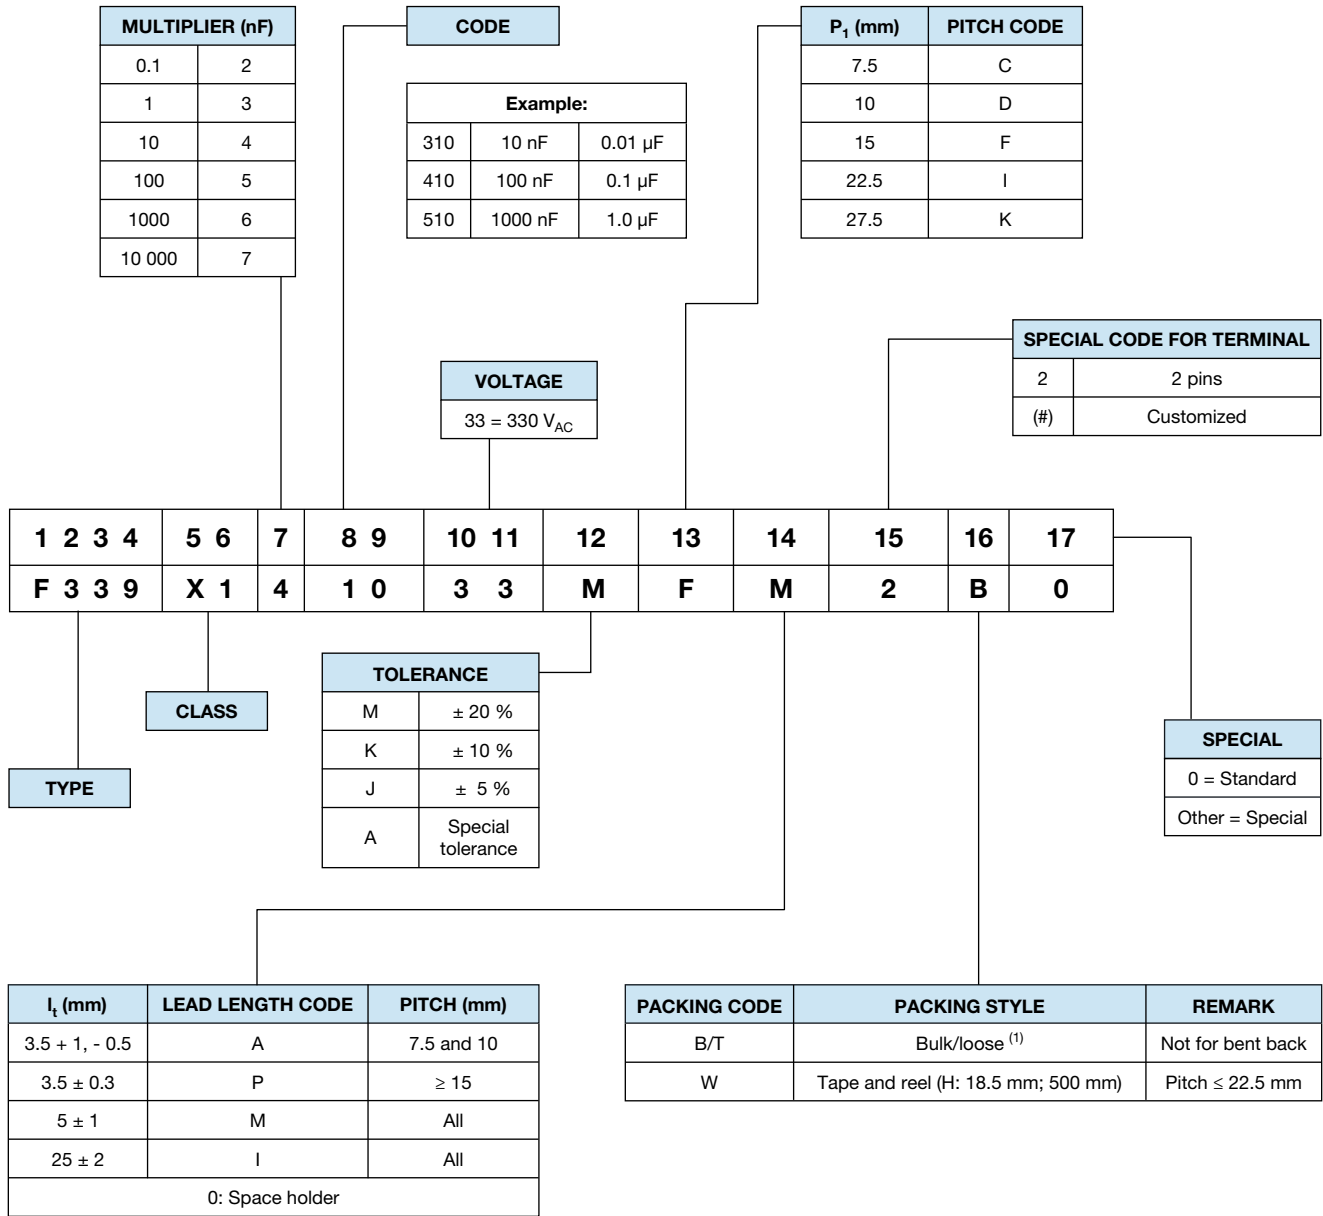 MULTIPLIER (nF)
0.1 2
1 3
10 4
100 5
1000 6
10 000 7
CODE
Example:
310 10 nF 0.01 µF
410 100 nF 0.1 µF
510 1000 nF 1.0 µF
P1 (mm) PITCH CODE
7.5 C
10 D
15 F
22.5 I
27.5 K
SPECIAL CODE FOR TERMINAL
2 2 pins
(#) Customized
VOLTAGE
33 = 330 VAC
1 2 3 4 5 6 7 8 9 10 11 12 13 14 15 16 17
F 3 3 9 X 1 4 1 0 3 3 M F M 2 B 0
TOLERANCE
M ± 20 %
K ± 10 %
J ± 5 %
A Special tolerance
CLASS
TYPE
SPECIAL
0 = Standard
Other = Special
lt (mm) LEAD LENGTH CODE PITCH (mm)
3.5 + 1, - 0.5 A 7.5 and 10
3.5 ± 0.3 P ≥ 15
5 ± 1 M All
25 ± 2 I All
0: Space holder
PACKING CODE PACKING STYLE REMARK
B/T Bulk/loose (1) Not for bent back
W Tape and reel (H: 18.5 mm; 500 mm) Pitch ≤ 22.5 mm